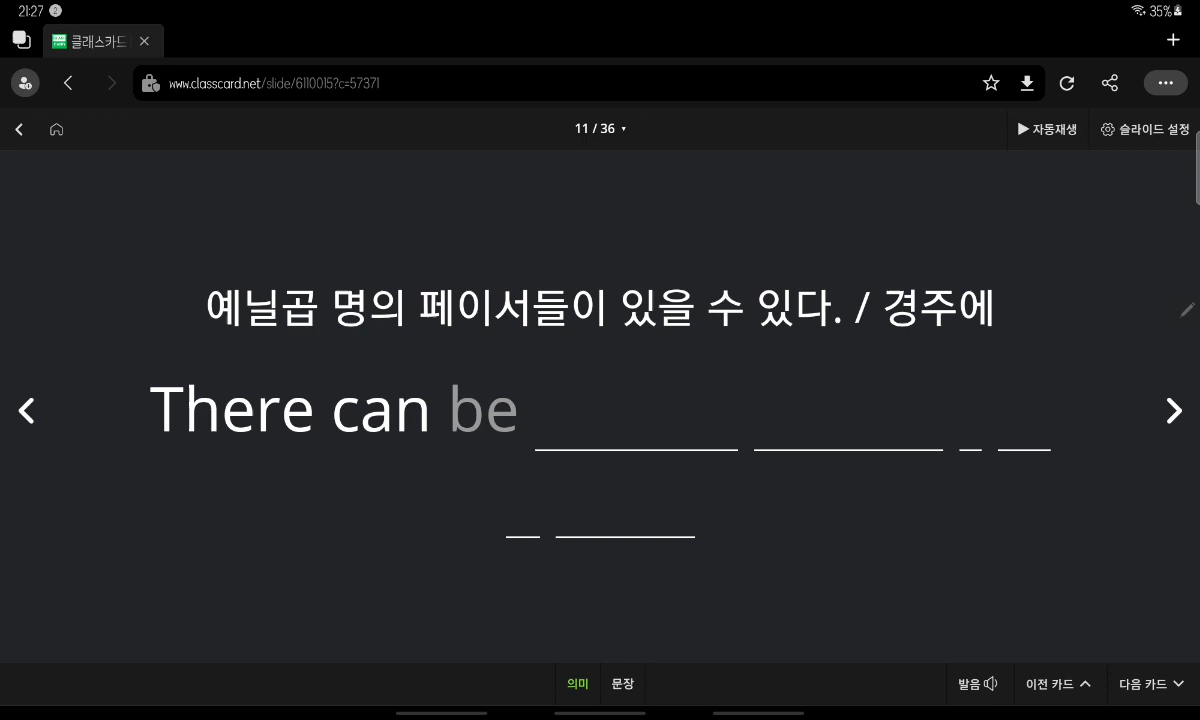 21:27 2 35%
클래스카드
www.classcard.net/slide/6110015?c=57371
11 / 36 자동재생 슬라이드 설정
예닐곱 명의 페이서들이 있을 수 있다. / 경주에
There can be
의미 문장 발음 이전 카드 다음 카드